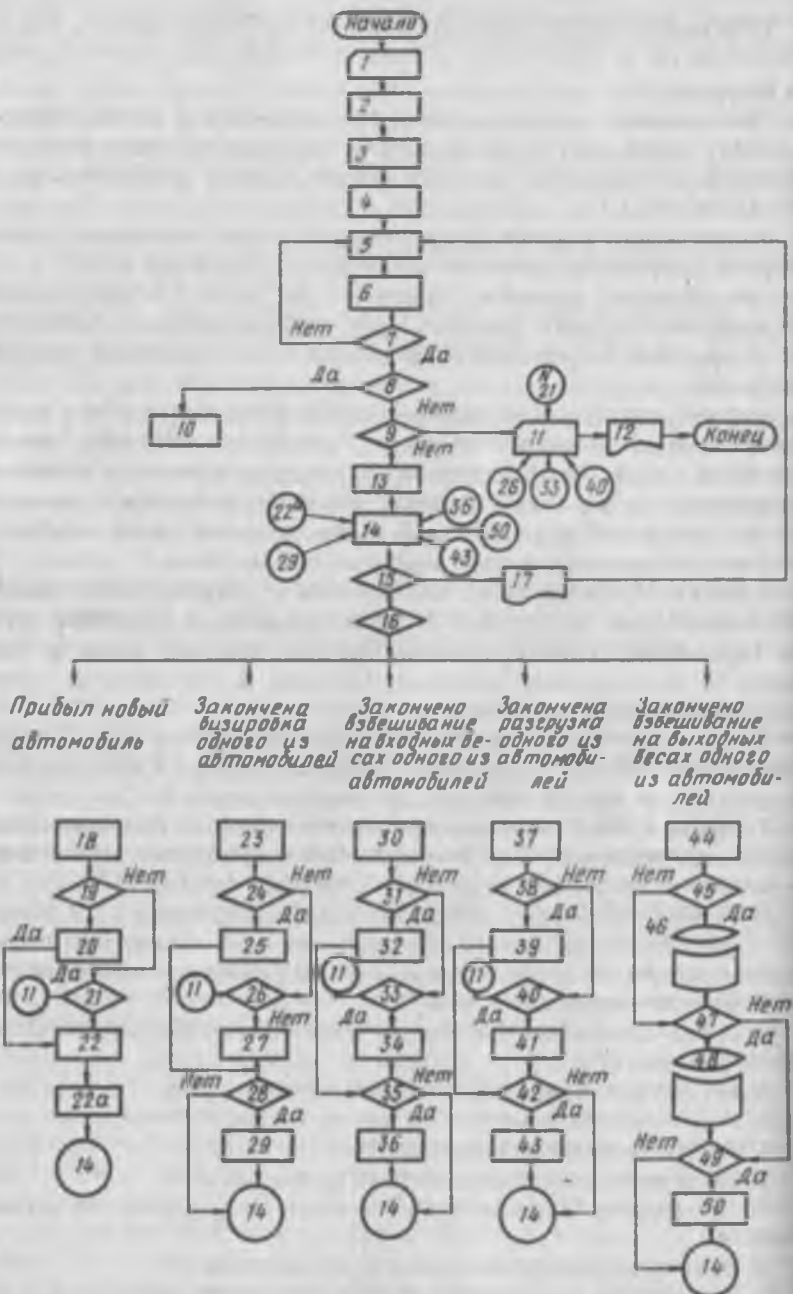 Начало
1
2
3
4
5
6
Нет
7
Да
Да
8
Нет
N 21
10
9
Нет
11
12
Конец
26
33
40
13
22а
36
14
50
29
43
15
17
16
Прибыл новый
автомобиль
Закончена
визировка
одного из
автомобилей
Закончено
взвешивание
на входных ве-
сах одного из
автомобилей
Закончена
разгрузка
одного из
автомоби-
лей
Закончено
взвешивание
на выходных
весах одного
из автомоби-
лей
18
19
Нет
Да
20
Да
11
21
22
22а
14
23
24
Нет
Да
25
11
26
Нет
27
Нет
28
Да
29
14
30
31
Нет
Да
32
11
33
Да
34
35
Нет
Да
36
14
37
38
Нет
Да
39
11
40
Да
41
42
Нет
Да
43
14
44
Нет
45
Да
46
47
Нет
Да
48
Нет
49
Да
50
14